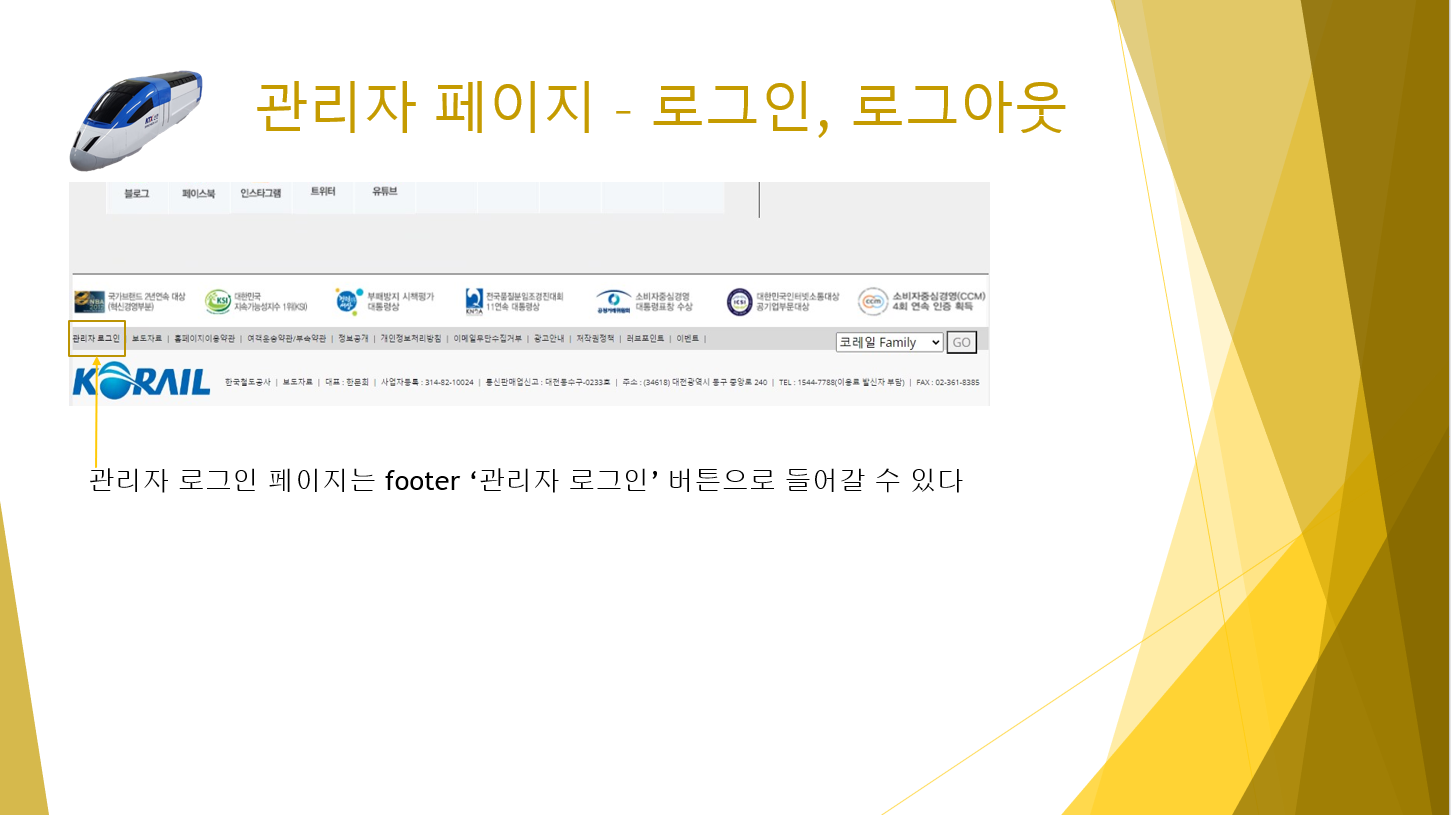 관리자 페이지 - 로그인, 로그아웃
블로그 페이스북 인스타그램 트위터 유튜브
국가브랜드 2년연속 대상
(혁신경영부분)
대한민국
지속가능성지수 1위(KSI)
부패방지 시책평가
대통령상
전국품질분임조경진대회
11연속 대통령상
소비자중심경영
대통령표창 수상
대한민국인터넷소통대상
공기업부문대상
소비자중심경영(CCM)
4회 연속 인증 획득
관리자 로그인 보도자료 | 홈페이지이용약관 | 여객운송약관/부속약관 | 정보공개 | 개인정보처리방침 | 이메일무단수집거부 | 광고안내 | 저작권정책 | 러브포인트 | 이벤트 |
코레일 Family GO
KORAIL 한국철도공사 | 보도자료 | 대표 : 한문희 | 사업자등록 : 314-82-10024 | 통신판매업신고 : 대전동수구-0233호 | 주소 : (34618) 대전광역시 동구 중앙로 240 | TEL : 1544-7788(이용료 발신자 부담) | FAX : 02-361-8385
관리자 로그인 페이지는 footer ‘관리자 로그인’ 버튼으로 들어갈 수 있다